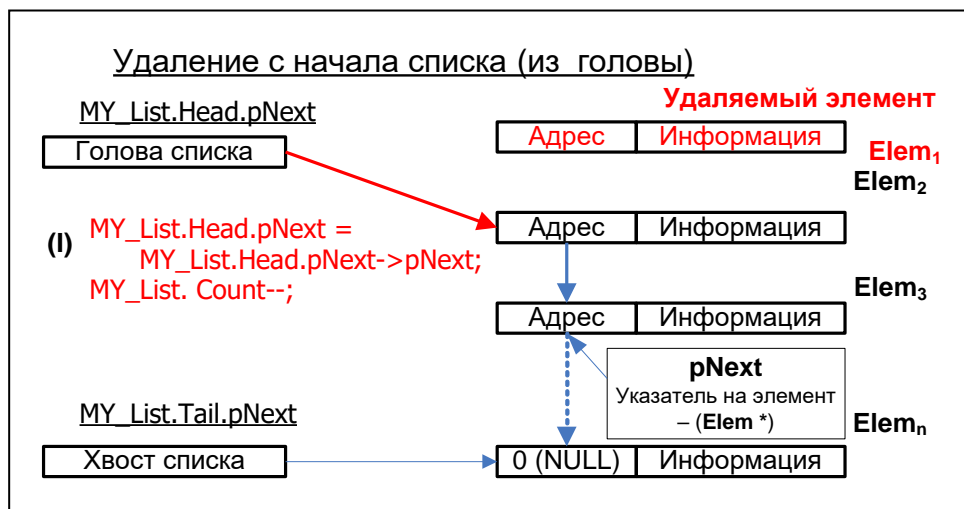 Удаление с начала списка (из головы)
MY_List.Head.pNext
Удаляемый элемент
Голова списка
Адрес Информация
Elem₁
Elem₂
Адрес Информация
(I) MY_List.Head.pNext =
MY_List.Head.pNext->pNext;
MY_List. Count--;
Elem₃
Адрес Информация
pNext
Указатель на элемент
– (Elem *)
MY_List.Tail.pNext
Elemₙ
Хвост списка
0 (NULL) Информация